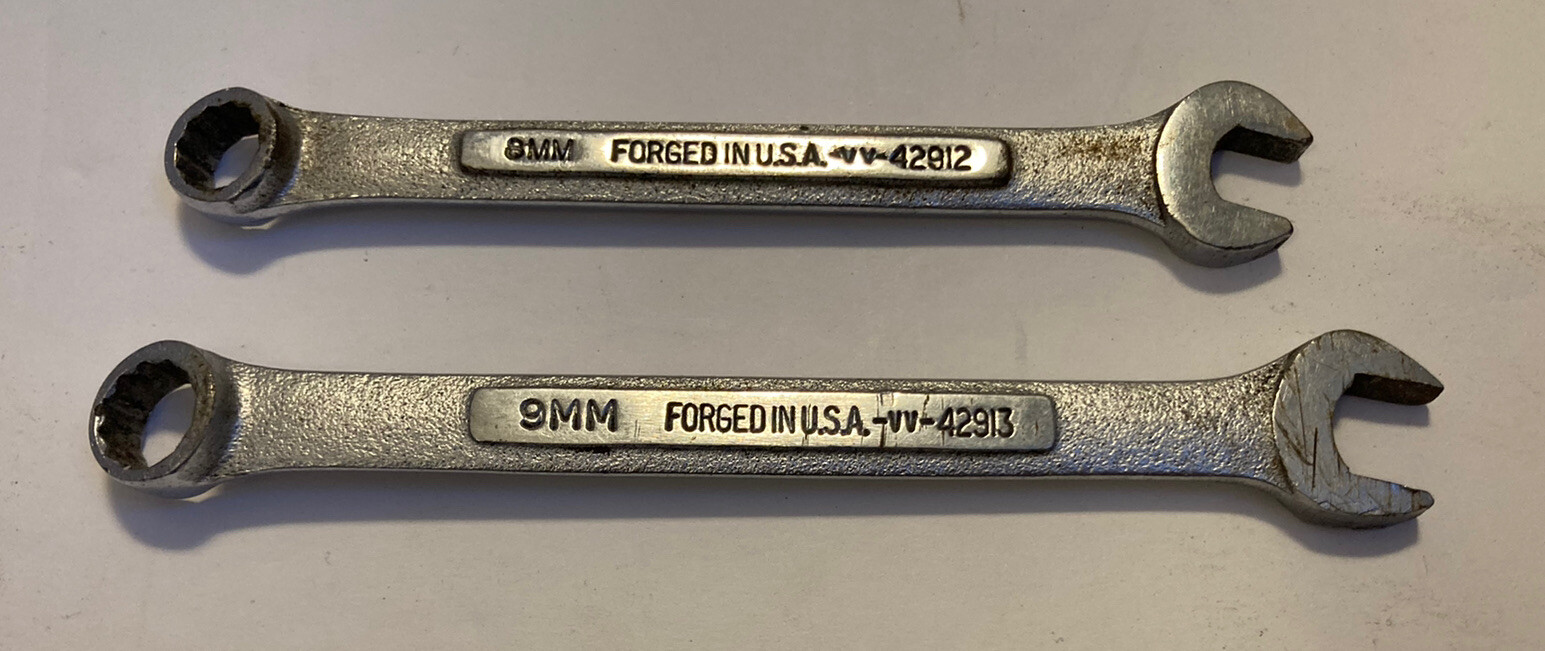 8MM FORGED IN U.S.A.-VV-42912
9MM FORGED IN U.S.A.-VV-42913